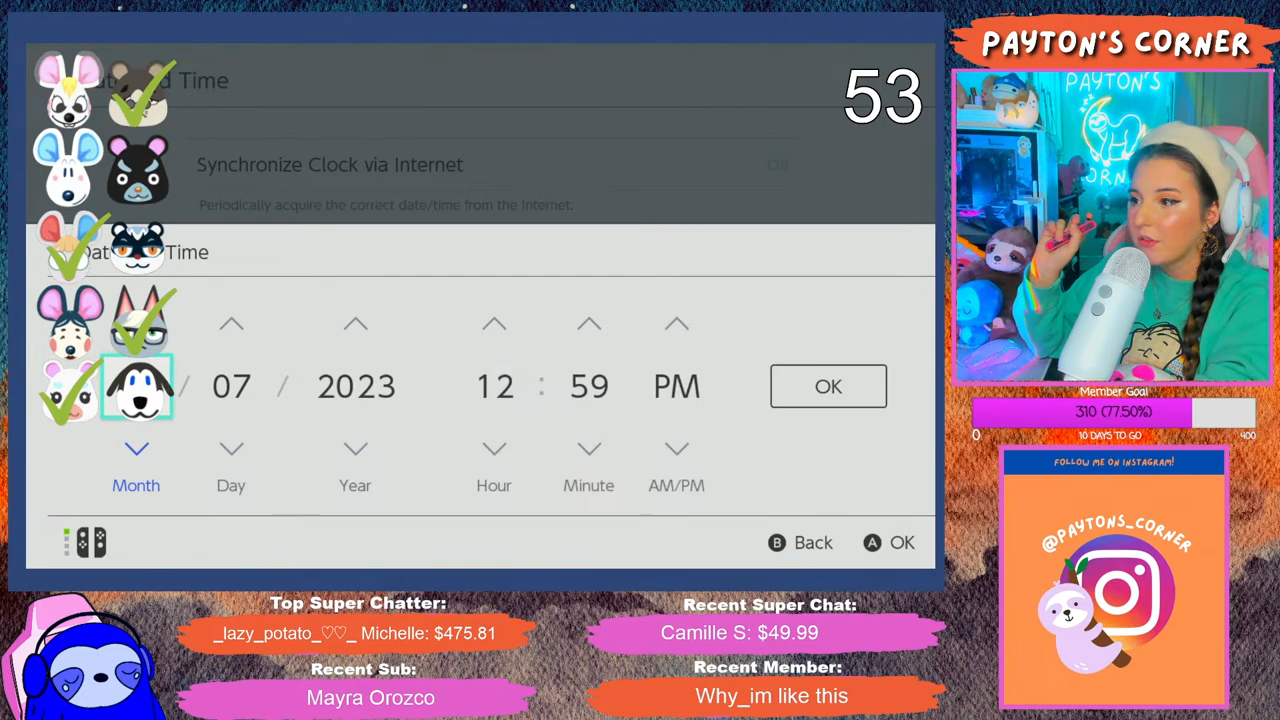 PAYTON'S CORNER
Time
53
Synchronize Clock via Internet
Off
Periodically acquire the correct date/time from the Internet.
Time
/ 07 / 2023 12 : 59 PM OK
Month Day Year Hour Minute AM/PM
B Back A OK
PAYTON'S
Member Goal
310 (77.50%)
0 10 DAYS TO GO 400
FOLLOW ME ON INSTAGRAM!
@PAYTONS_CORNER
Top Super Chatter:
_lazy_potato_♡♡_ Michelle: $475.81
Recent Sub:
Mayra Orozco
Recent Super Chat:
Camille S: $49.99
Recent Member:
Why_im like this